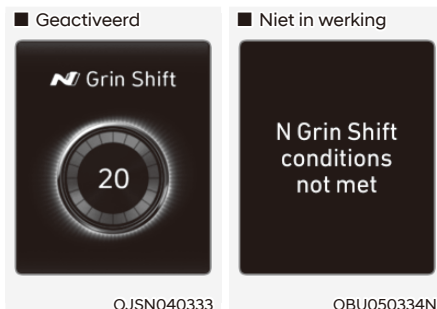 ■ Geactiveerd
N Grin Shift
20
OJSN040333
■ Niet in werking
N Grin Shift
conditions
not met
OBU050334N